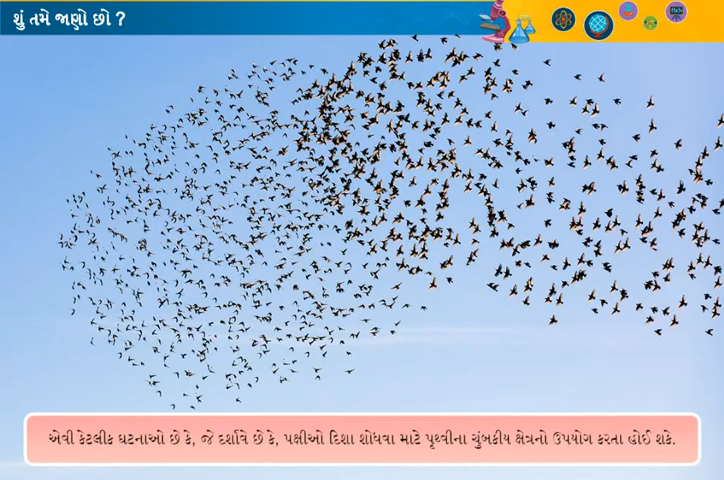 શું તમે જાણો છો ?
એવી કેટલીક ઘટનાઓ છે કે, જે દર્શાવે છે કે, પક્ષીઓ દિશા શોધવા માટે પૃથ્વીના ચુંબકીય ક્ષેત્રનો ઉપયોગ કરતા હોઈ શકે.